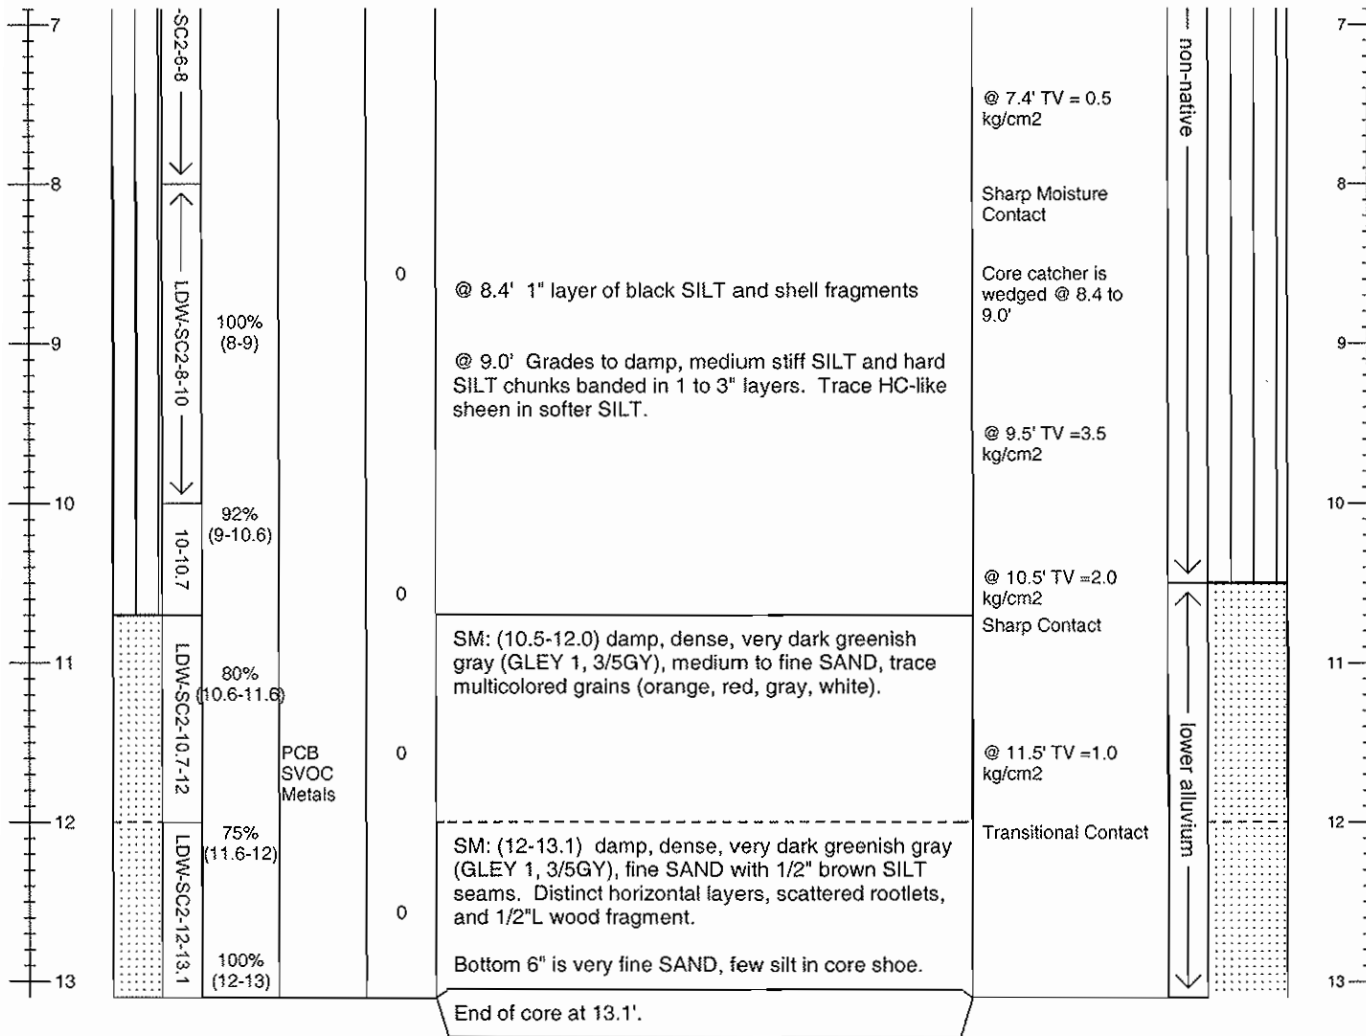 7
-SC2-6-8
non-native
7
@ 7.4' TV = 0.5
kg/cm2
8
Sharp Moisture
Contact
8
0
@ 8.4' 1" layer of black SILT and shell fragments
Core catcher is
wedged @ 8.4 to
9.0'
LDW-SC2-8-10
100%
(8-9)
9
@ 9.0' Grades to damp, medium stiff SILT and hard
SILT chunks banded in 1 to 3" layers. Trace HC-like
sheen in softer SILT.
9
@ 9.5' TV =3.5
kg/cm2
10
92%
(9-10.6)
10
10-10.7
0
@ 10.5' TV =2.0
kg/cm2
Sharp Contact
SM: (10.5-12.0) damp, dense, very dark greenish
gray (GLEY 1, 3/5GY), medium to fine SAND, trace
multicolored grains (orange, red, gray, white).
11
LDW-SC2-10.7-12
80%
(10.6-11.6)
11
PCB
SVOC
Metals
0
@ 11.5' TV =1.0
kg/cm2
lower alluvium
12
75%
(11.6-12)
Transitional Contact
12
LDW-SC2-12-13.1
SM: (12-13.1) damp, dense, very dark greenish gray
(GLEY 1, 3/5GY), fine SAND with 1/2" brown SILT
seams. Distinct horizontal layers, scattered rootlets,
and 1/2"L wood fragment.
0
Bottom 6" is very fine SAND, few silt in core shoe.
100%
(12-13)
13
13
End of core at 13.1'.